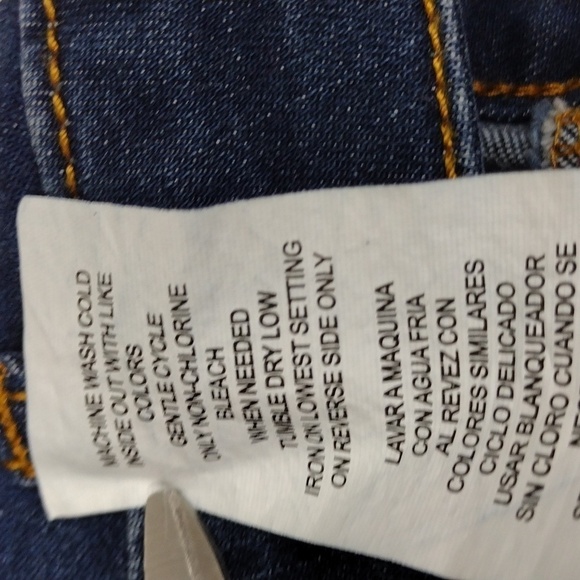 MACHINE WASH COLD
INSIDE OUT WITH LIKE
COLORS
GENTLE CYCLE
ONLY NON-CHLORINE
BLEACH
WHEN NEEDED
TUMBLE DRY LOW
IRON ON LOWEST SETTING
ON REVERSE SIDE ONLY
LAVAR A MAQUINA
CON AGUA FRIA
AL REVEZ CON
COLORES SIMILARES
CICLO DELICADO
USAR BLANQUEADOR
SIN CLORO CUANDO SE